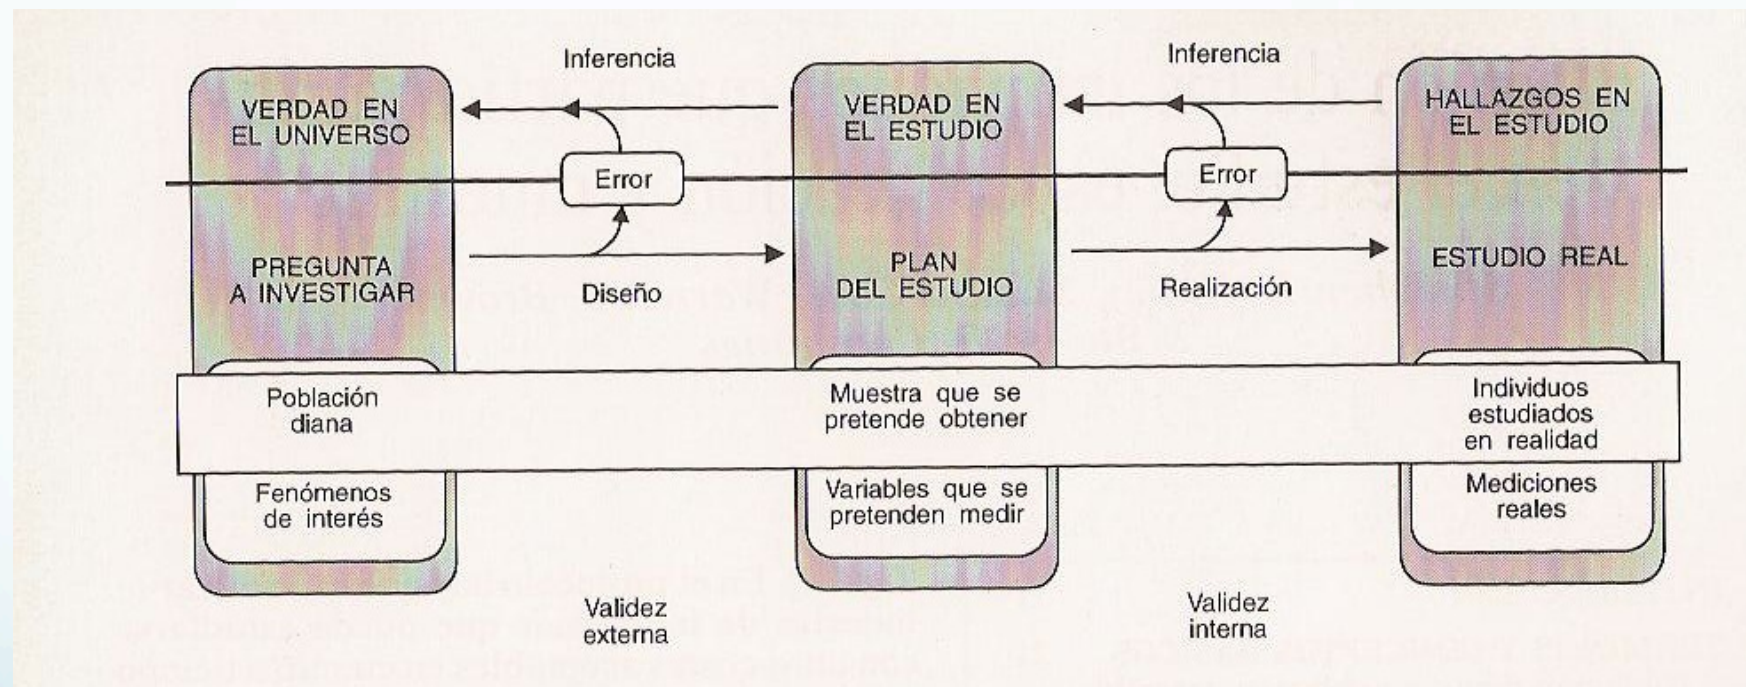 Inferencia
Inferencia
VERDAD EN
EL UNIVERSO
VERDAD EN
EL ESTUDIO
HALLAZGOS EN
EL ESTUDIO
Error
Error
PREGUNTA
A INVESTIGAR
Diseño
PLAN
DEL ESTUDIO
Realización
ESTUDIO REAL
Población
diana
Muestra que se
pretende obtener
Individuos
estudiados
en realidad
Fenómenos
de interés
Variables que se
pretenden medir
Mediciones
reales
Validez
externa
Validez
interna